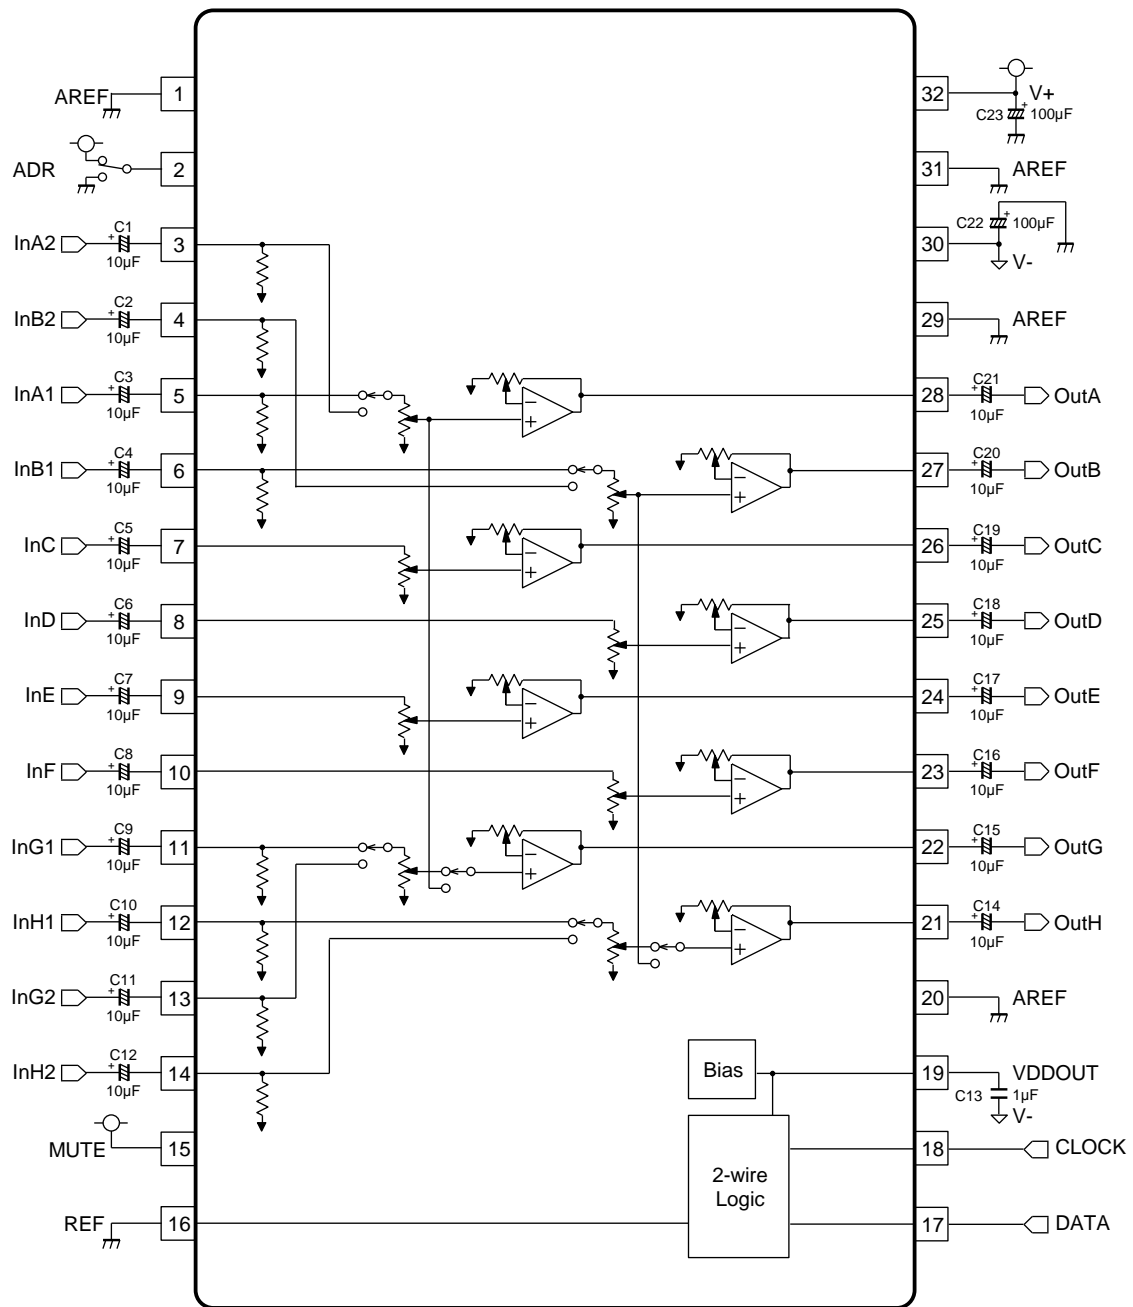 AREF
1
ADR
2
InA2
+
C1
10µF
3
InB2
+
C2
10µF
4
InA1
+
C3
10µF
5
InB1
+
C4
10µF
6
InC
+
C5
10µF
7
InD
+
C6
10µF
8
InE
+
C7
10µF
9
InF
+
C8
10µF
10
InG1
+
C9
10µF
11
InH1
+
C10
10µF
12
InG2
+
C11
10µF
13
InH2
+
C12
10µF
14
MUTE
15
REF
16
−
+
−
+
−
+
−
+
−
+
−
+
−
+
−
+
Bias
2-wire
Logic
32
V+
C23
+
100µF
31
AREF
30
C22
+
100µF
V-
29
AREF
28
+
C21
10µF
OutA
27
+
C20
10µF
OutB
26
+
C19
10µF
OutC
25
+
C18
10µF
OutD
24
+
C17
10µF
OutE
23
+
C16
10µF
OutF
22
+
C15
10µF
OutG
21
+
C14
10µF
OutH
20
AREF
19
VDDOUT
C13
1µF
V-
18
CLOCK
17
DATA